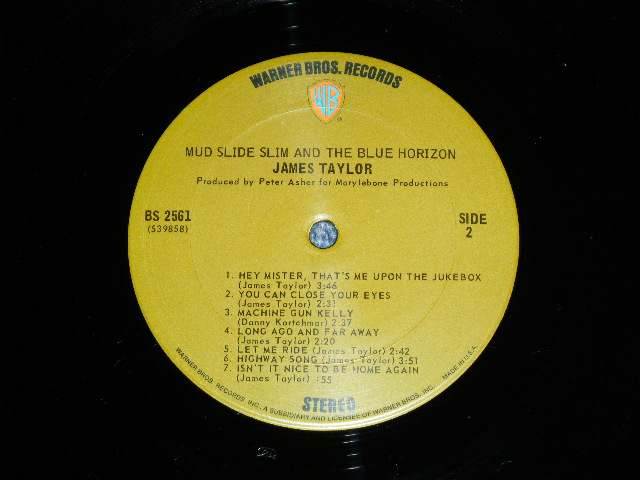 WARNER BROS. RECORDS
WB
MUD SLIDE SLIM AND THE BLUE HORIZON
JAMES TAYLOR
Produced by Peter Asher for Marylebone Productions
BS 2561
(S39858)
SIDE
2
1. HEY MISTER, THAT'S ME UPON THE JUKEBOX
(James Taylor) 3:46
2. YOU CAN CLOSE YOUR EYES
(James Taylor) 2:31
3. MACHINE GUN KELLY
(Danny Kortchmar) 2:37
4. LONG AGO AND FAR AWAY
(James Taylor) 2:20
5. LET ME RIDE (James Taylor) 2:42
6. HIGHWAY SONG (James Taylor) 3:51
7. ISN'T IT NICE TO BE HOME AGAIN
(James Taylor) :55
STEREO
WARNER BROS. RECORDS, INC. • A SUBSIDIARY AND LICENSEE OF WARNER BROS., INC. MADE IN U.S.A.